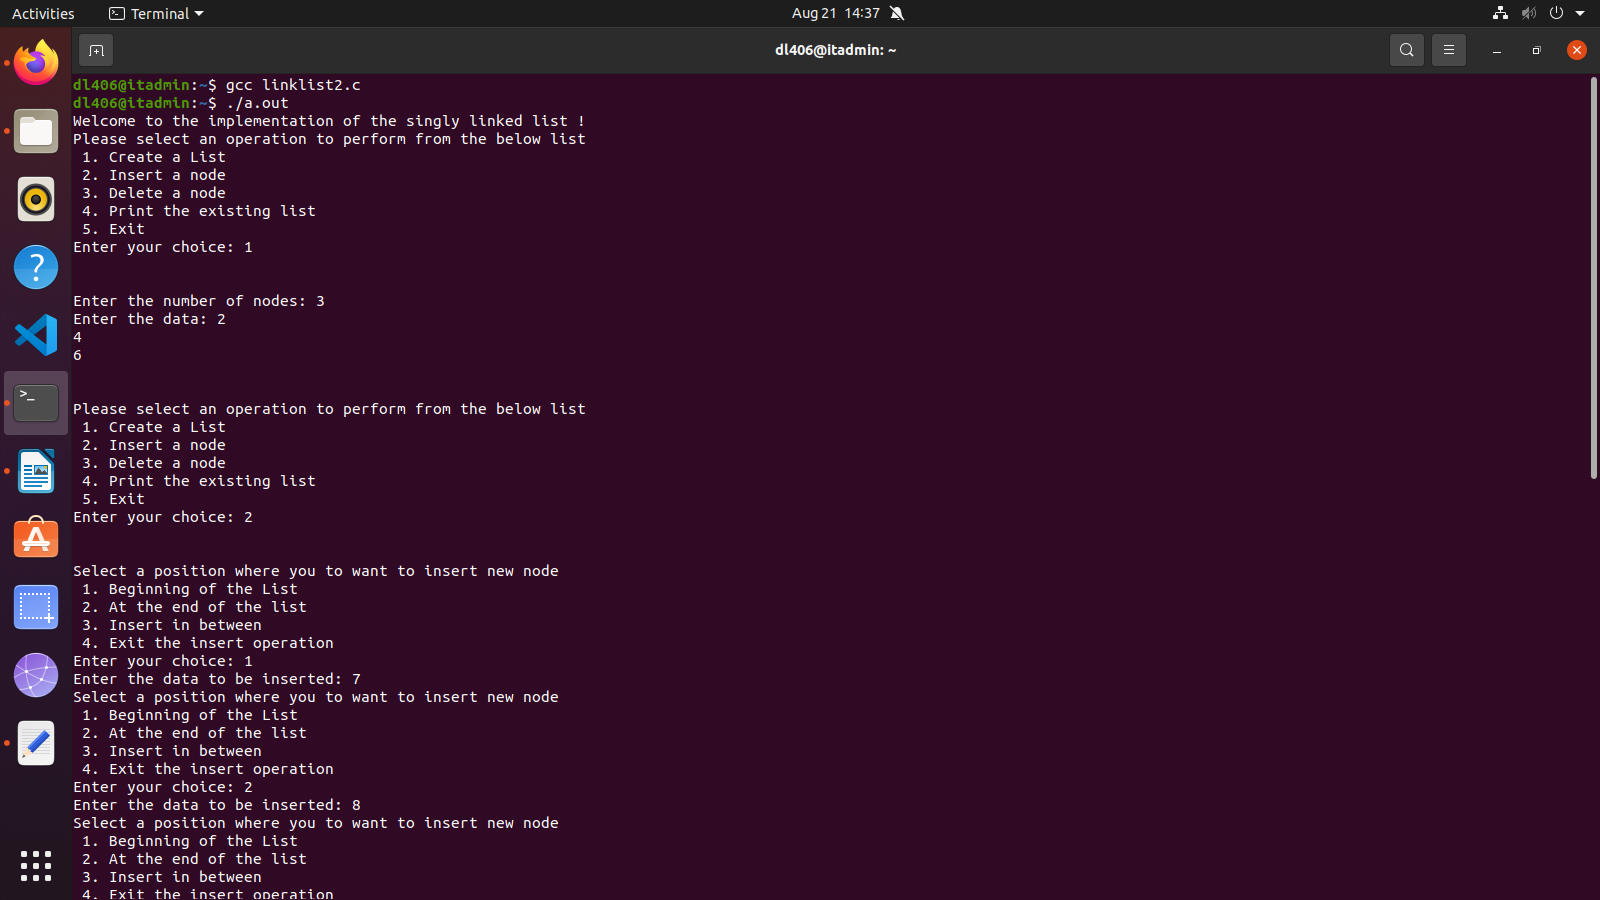 Activities Terminal Aug 21 14:37
dl406@itadmin: ~
dl406@itadmin:~$ gcc linklist2.c
dl406@itadmin:~$ ./a.out
Welcome to the implementation of the singly linked list !
Please select an operation to perform from the below list
1. Create a List
2. Insert a node
3. Delete a node
4. Print the existing list
5. Exit
Enter your choice: 1
Enter the number of nodes: 3
Enter the data: 2
4
6
Please select an operation to perform from the below list
1. Create a List
2. Insert a node
3. Delete a node
4. Print the existing list
5. Exit
Enter your choice: 2
Select a position where you to want to insert new node
1. Beginning of the List
2. At the end of the list
3. Insert in between
4. Exit the insert operation
Enter your choice: 1
Enter the data to be inserted: 7
Select a position where you to want to insert new node
1. Beginning of the List
2. At the end of the list
3. Insert in between
4. Exit the insert operation
Enter your choice: 2
Enter the data to be inserted: 8
Select a position where you to want to insert new node
1. Beginning of the List
2. At the end of the list
3. Insert in between
4. Exit the insert operation